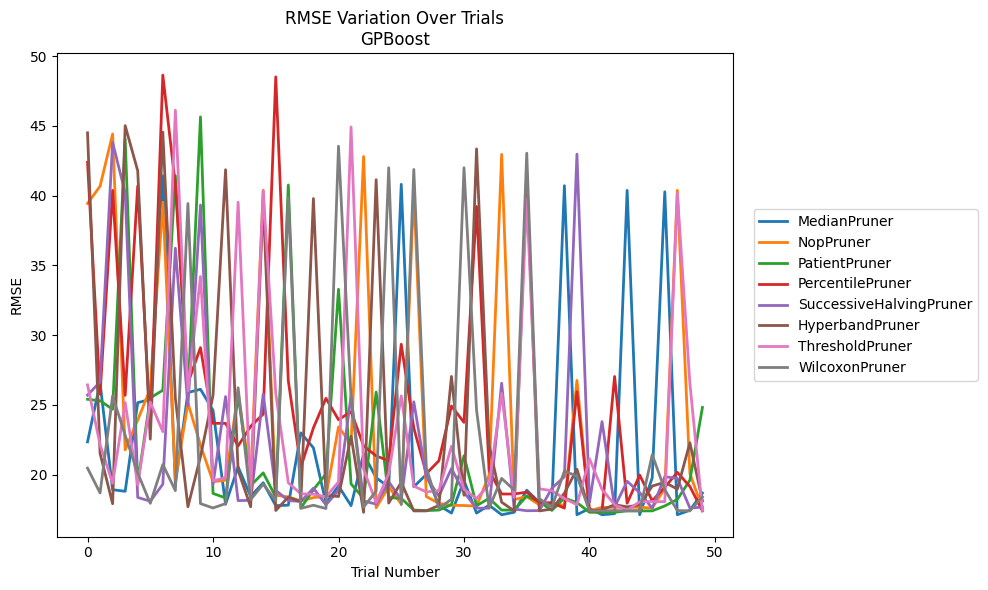 RMSE Variation Over Trials
GPBoost
50
45
40
35
30
25
20
RMSE
0
10
20
30
40
50
Trial Number
MedianPruner
NopPruner
PatientPruner
PercentilePruner
SuccessiveHalvingPruner
HyperbandPruner
ThresholdPruner
WilcoxonPruner